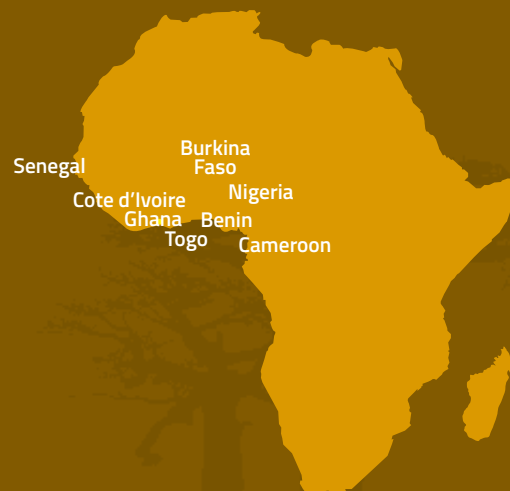 Burkina
Faso
Senegal
Nigeria
Cote d’Ivoire
Ghana
Benin
Togo
Cameroon